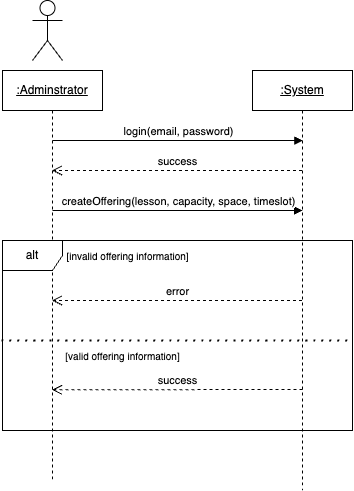 :Adminstrator
:System
login(email, password)
success
createOffering(lesson, capacity, space, timeslot)
alt
[invalid offering information]
error
[valid offering information]
success